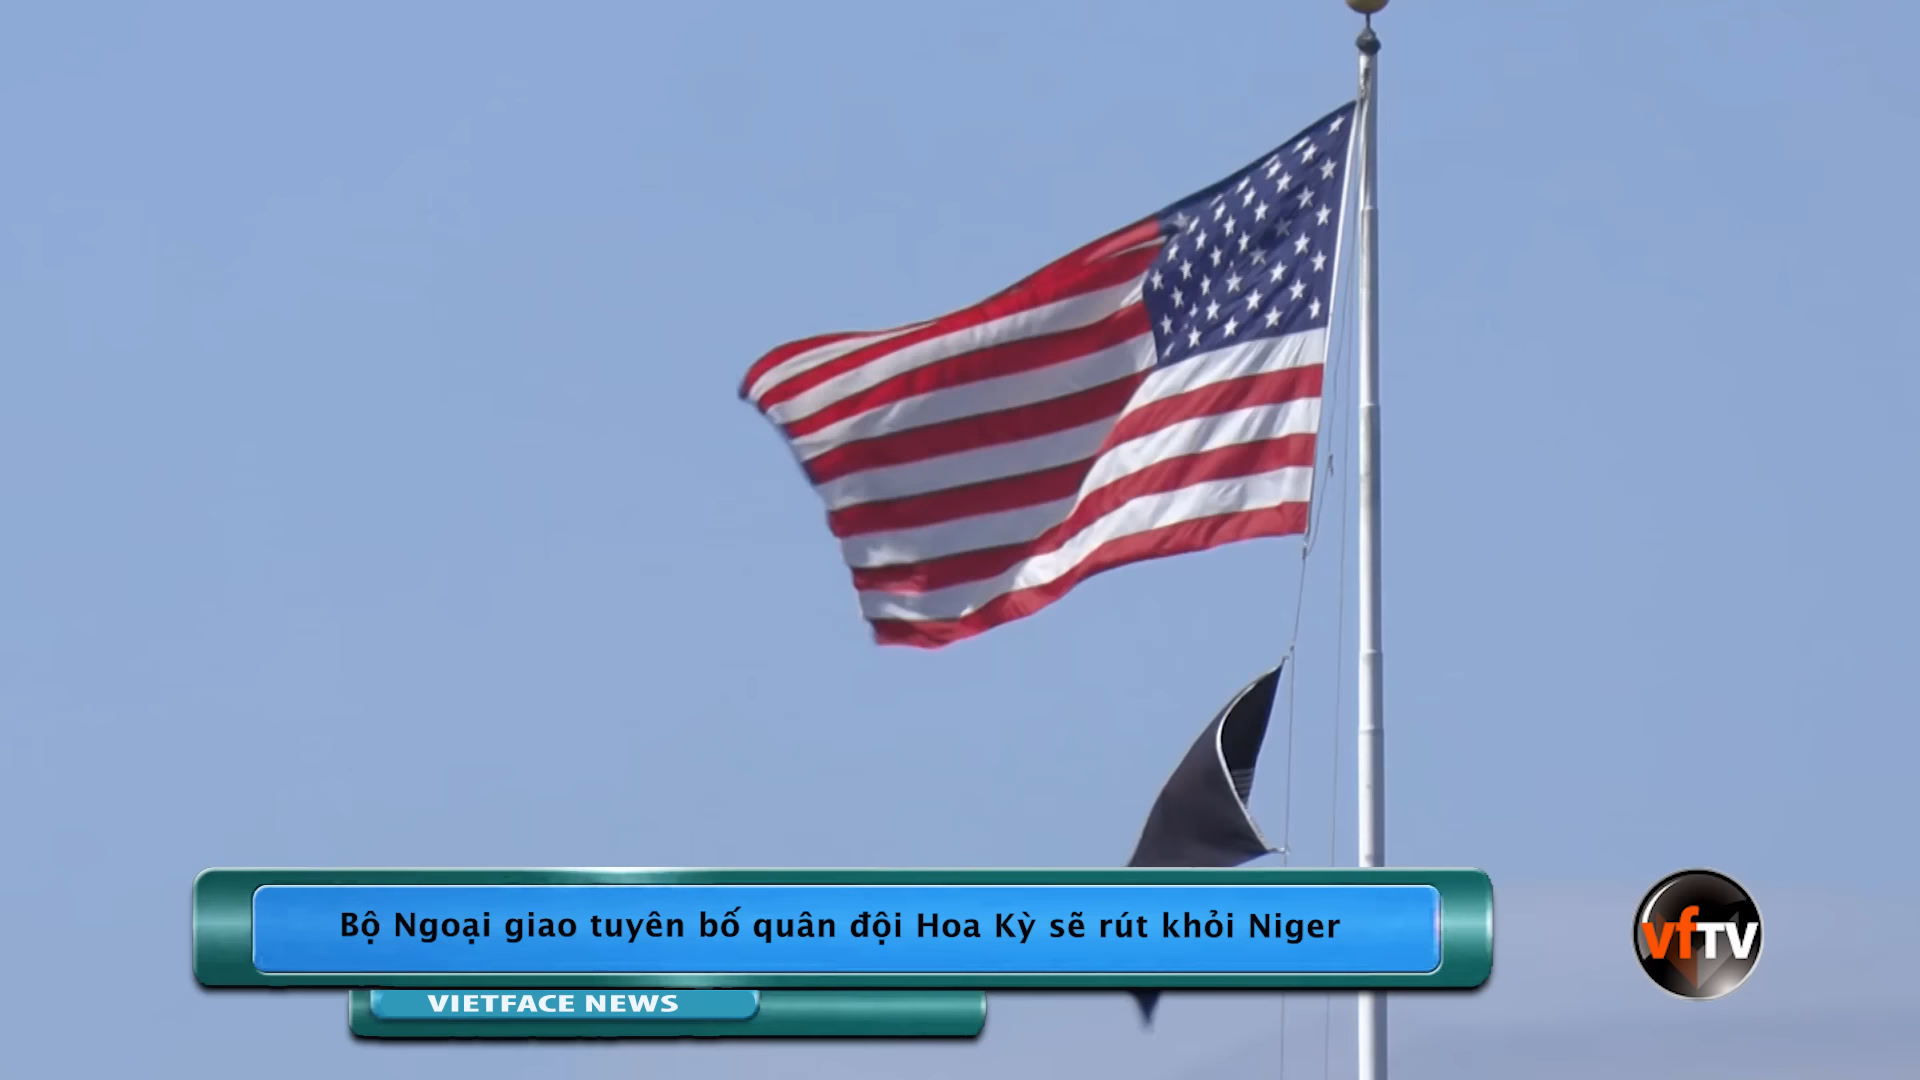 Bộ Ngoại giao tuyên bố quân đội Hoa Kỳ sẽ rút khỏi Niger
VIETFACE NEWS
vfTV